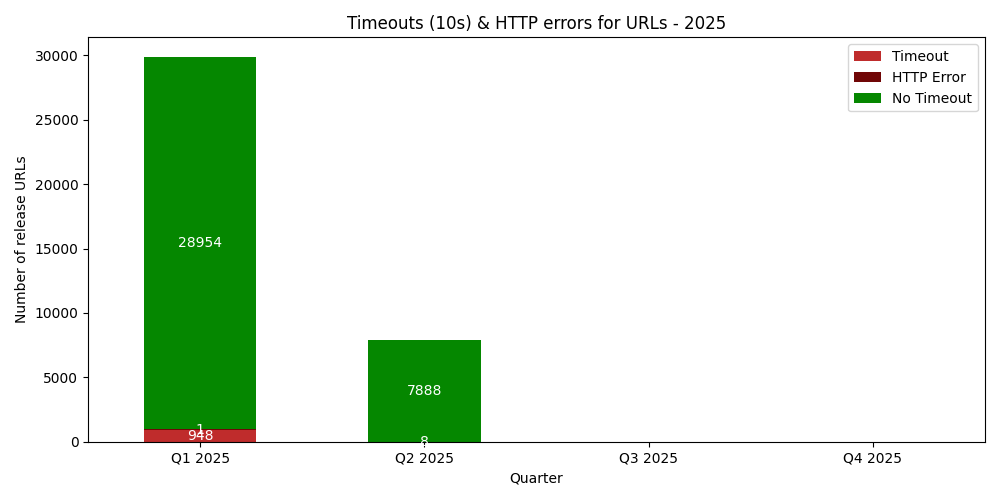 Timeouts (10s) & HTTP errors for URLs - 2025
Timeout
HTTP Error
No Timeout
Number of release URLs
30000
25000
20000
15000
10000
5000
0
28954
1
948
7888
8
Q1 2025
Q2 2025
Q3 2025
Q4 2025
Quarter